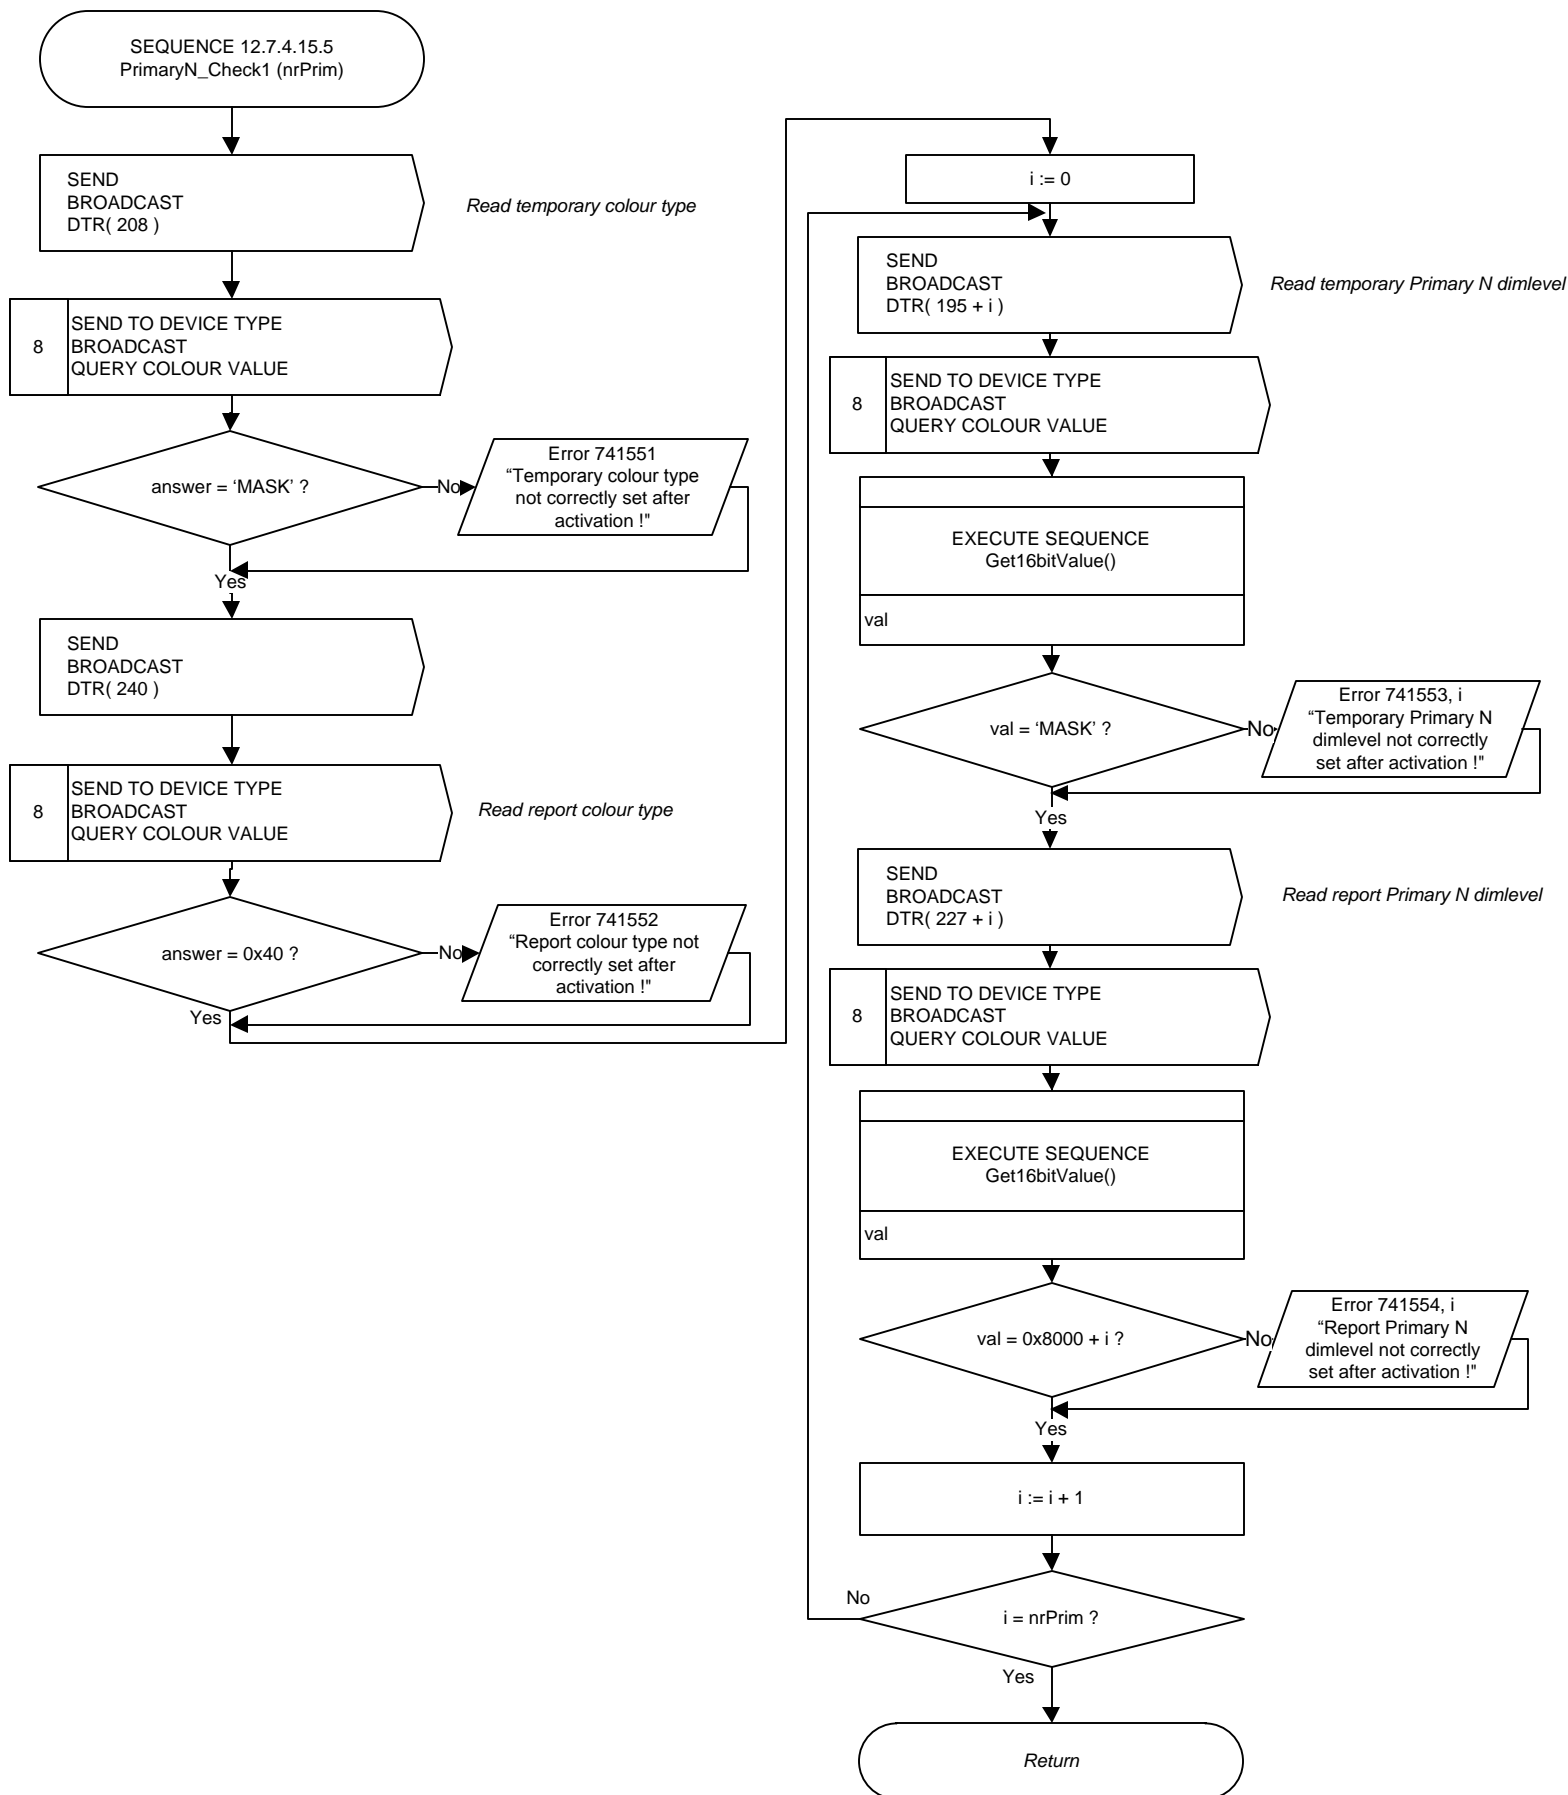 SEQUENCE 12.7.4.15.5
PrimaryN_Check1 (nrPrim)
SEND
BROADCAST
DTR( 208 )
Read temporary colour type
8
SEND TO DEVICE TYPE
BROADCAST
QUERY COLOUR VALUE
answer = ‘MASK’ ?
No
Error 741551
“Temporary colour type
not correctly set after
activation !"
Yes
SEND
BROADCAST
DTR( 240 )
8
SEND TO DEVICE TYPE
BROADCAST
QUERY COLOUR VALUE
Read report colour type
answer = 0x40 ?
No
Error 741552
“Report colour type not
correctly set after
activation !"
Yes
i := 0
SEND
BROADCAST
DTR( 195 + i )
Read temporary Primary N dimlevel
8
SEND TO DEVICE TYPE
BROADCAST
QUERY COLOUR VALUE
EXECUTE SEQUENCE
Get16bitValue()
val
val = ‘MASK’ ?
No
Error 741553, i
“Temporary Primary N
dimlevel not correctly
set after activation !"
Yes
SEND
BROADCAST
DTR( 227 + i )
Read report Primary N dimlevel
8
SEND TO DEVICE TYPE
BROADCAST
QUERY COLOUR VALUE
EXECUTE SEQUENCE
Get16bitValue()
val
val = 0x8000 + i ?
No
Error 741554, i
“Report Primary N
dimlevel not correctly
set after activation !"
Yes
i := i + 1
No
i = nrPrim ?
Yes
Return